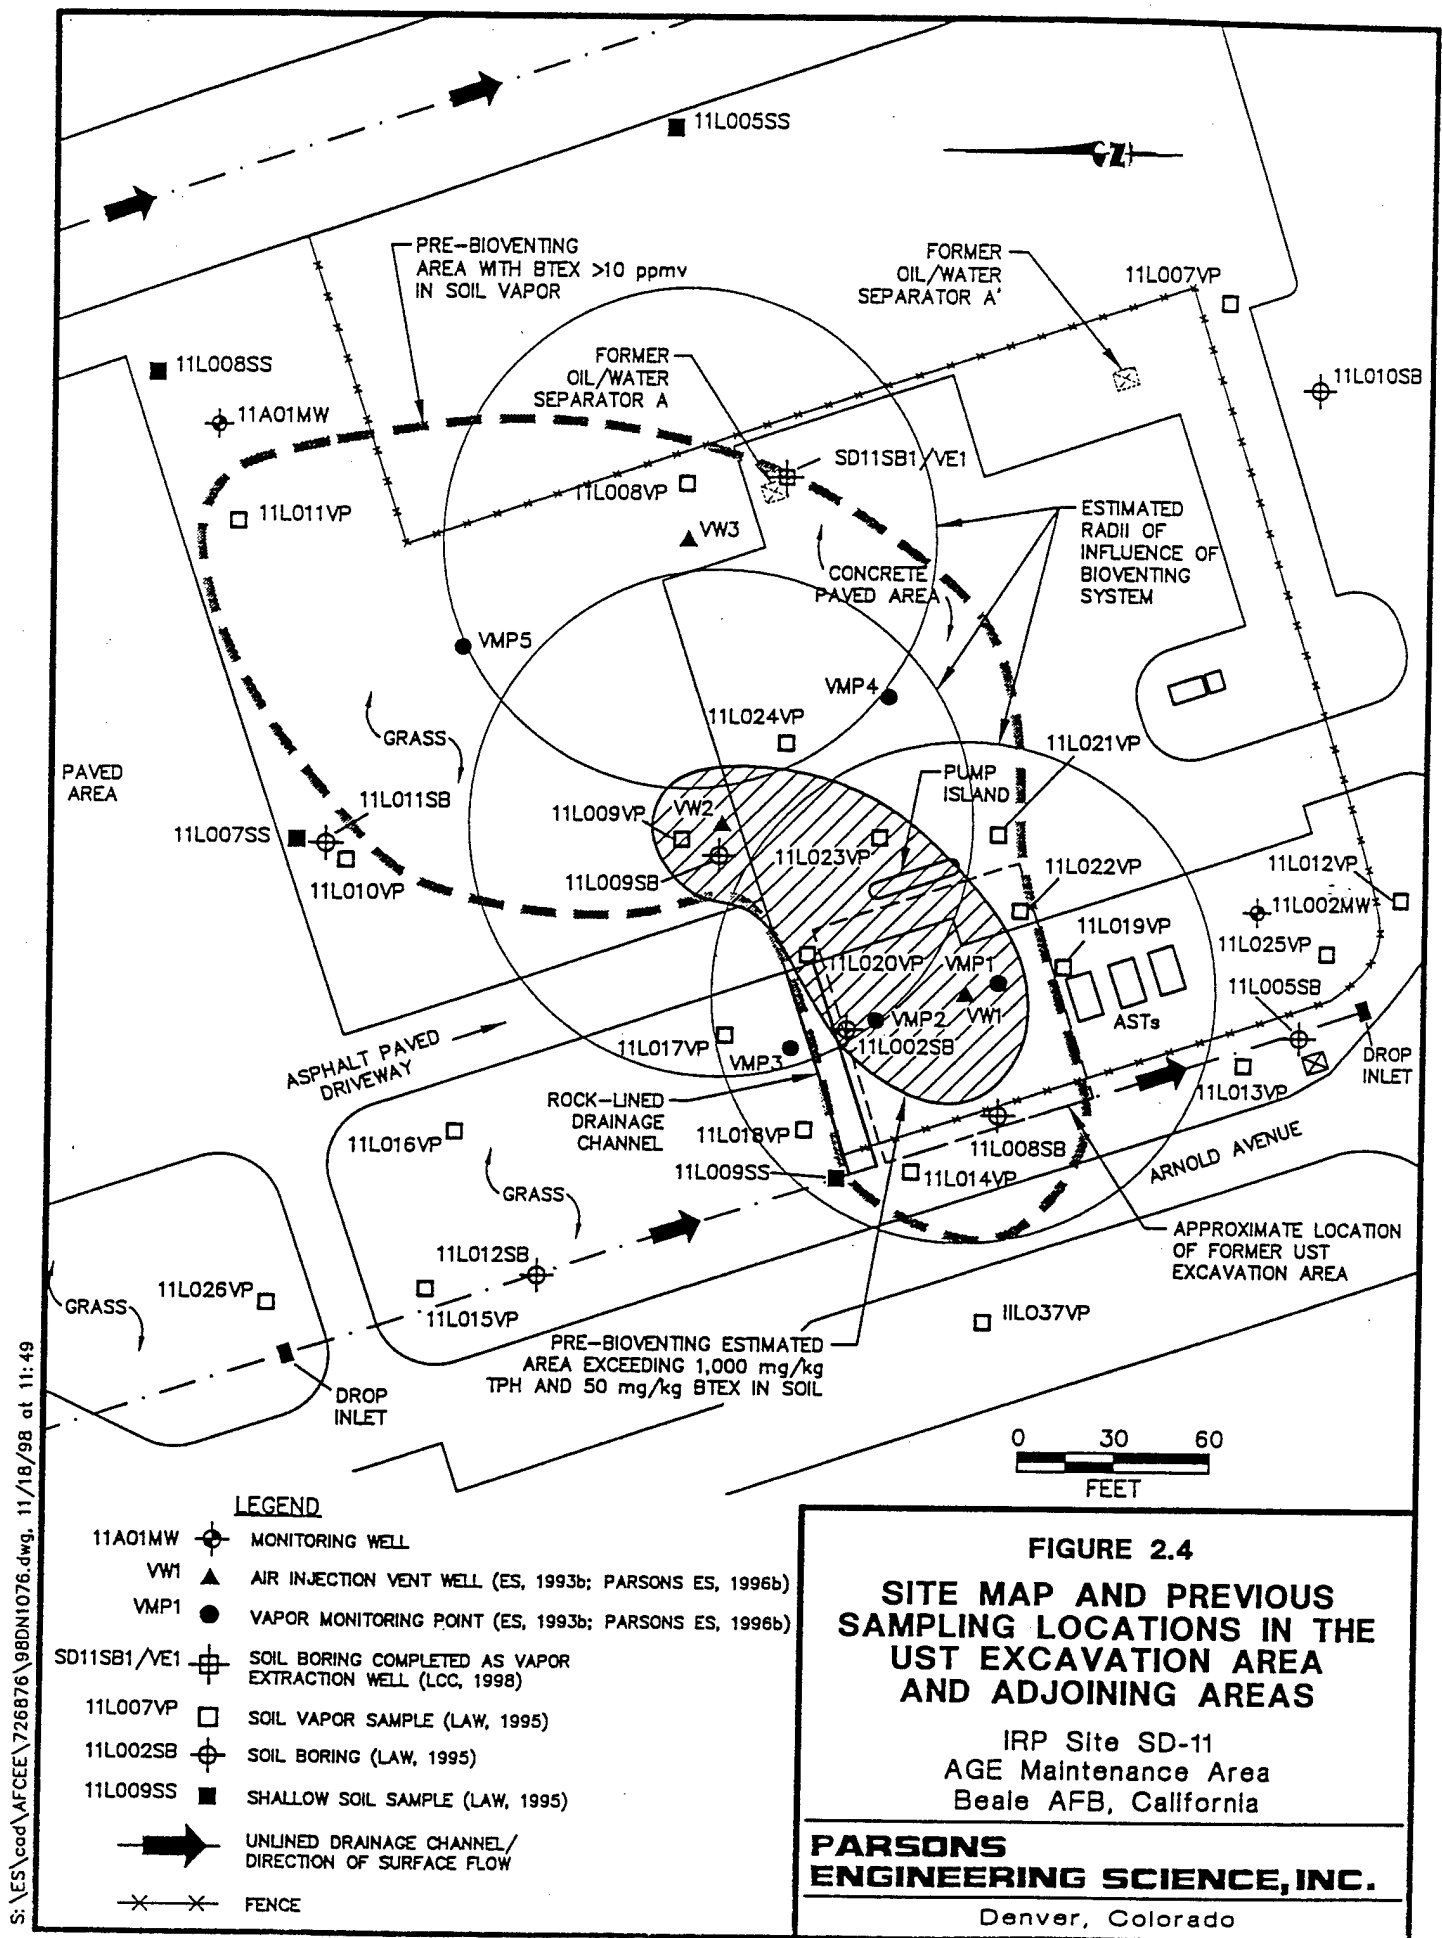 11L005SS
N
PRE-BIOVENTING
AREA WITH BTEX >10 ppmv
IN SOIL VAPOR
FORMER
OIL/WATER
SEPARATOR A'
11L007VP
11L008SS
FORMER
OIL/WATER
SEPARATOR A
11L010SB
11A01MW
SD11SB1/VE1
11L008VP
11L011VP
VW3
ESTIMATED
RADII OF
INFLUENCE OF
BIOVENTING
SYSTEM
CONCRETE
PAVED AREA
VMP5
VMP4
11L024VP
GRASS
11L021VP
PAVED
AREA
PUMP
ISLAND
11L011SB
11L009VP
VW2
11L007SS
11L023VP
11L022VP
11L012VP
11L010VP
11L009SB
11L002MW
11L019VP
11L025VP
11L020VP
VMP1
11L005SB
VW1
ASTs
VMP2
11L017VP
VMP3
11L002SB
ASPHALT PAVED
DRIVEWAY
DROP
INLET
11L013VP
ROCK-LINED
DRAINAGE
CHANNEL
11L016VP
11L018VP
11L008SB
ARNOLD AVENUE
11L009SS
11L014VP
GRASS
APPROXIMATE LOCATION
OF FORMER UST
EXCAVATION AREA
11L012SB
11L026VP
GRASS
11L015VP
IIL037VP
PRE-BIOVENTING ESTIMATED
AREA EXCEEDING 1,000 mg/kg
TPH AND 50 mg/kg BTEX IN SOIL
DROP
INLET
0 30 60
FEET
LEGEND
11A01MW MONITORING WELL
VW1 AIR INJECTION VENT WELL (ES, 1993b; PARSONS ES, 1996b)
VMP1 VAPOR MONITORING POINT (ES, 1993b; PARSONS ES, 1996b)
SD11SB1/VE1 SOIL BORING COMPLETED AS VAPOR
EXTRACTION WELL (LCC, 1998)
11L007VP SOIL VAPOR SAMPLE (LAW, 1995)
11L002SB SOIL BORING (LAW, 1995)
11L009SS SHALLOW SOIL SAMPLE (LAW, 1995)
UNLINED DRAINAGE CHANNEL/
DIRECTION OF SURFACE FLOW
FENCE
FIGURE 2.4
SITE MAP AND PREVIOUS
SAMPLING LOCATIONS IN THE
UST EXCAVATION AREA
AND ADJOINING AREAS
IRP Site SD-11
AGE Maintenance Area
Beale AFB, California
PARSONS
ENGINEERING SCIENCE, INC.
Denver, Colorado
S:\ES\cad\AFCEE\726876\98DN1076.dwg, 11/18/98 at 11:49